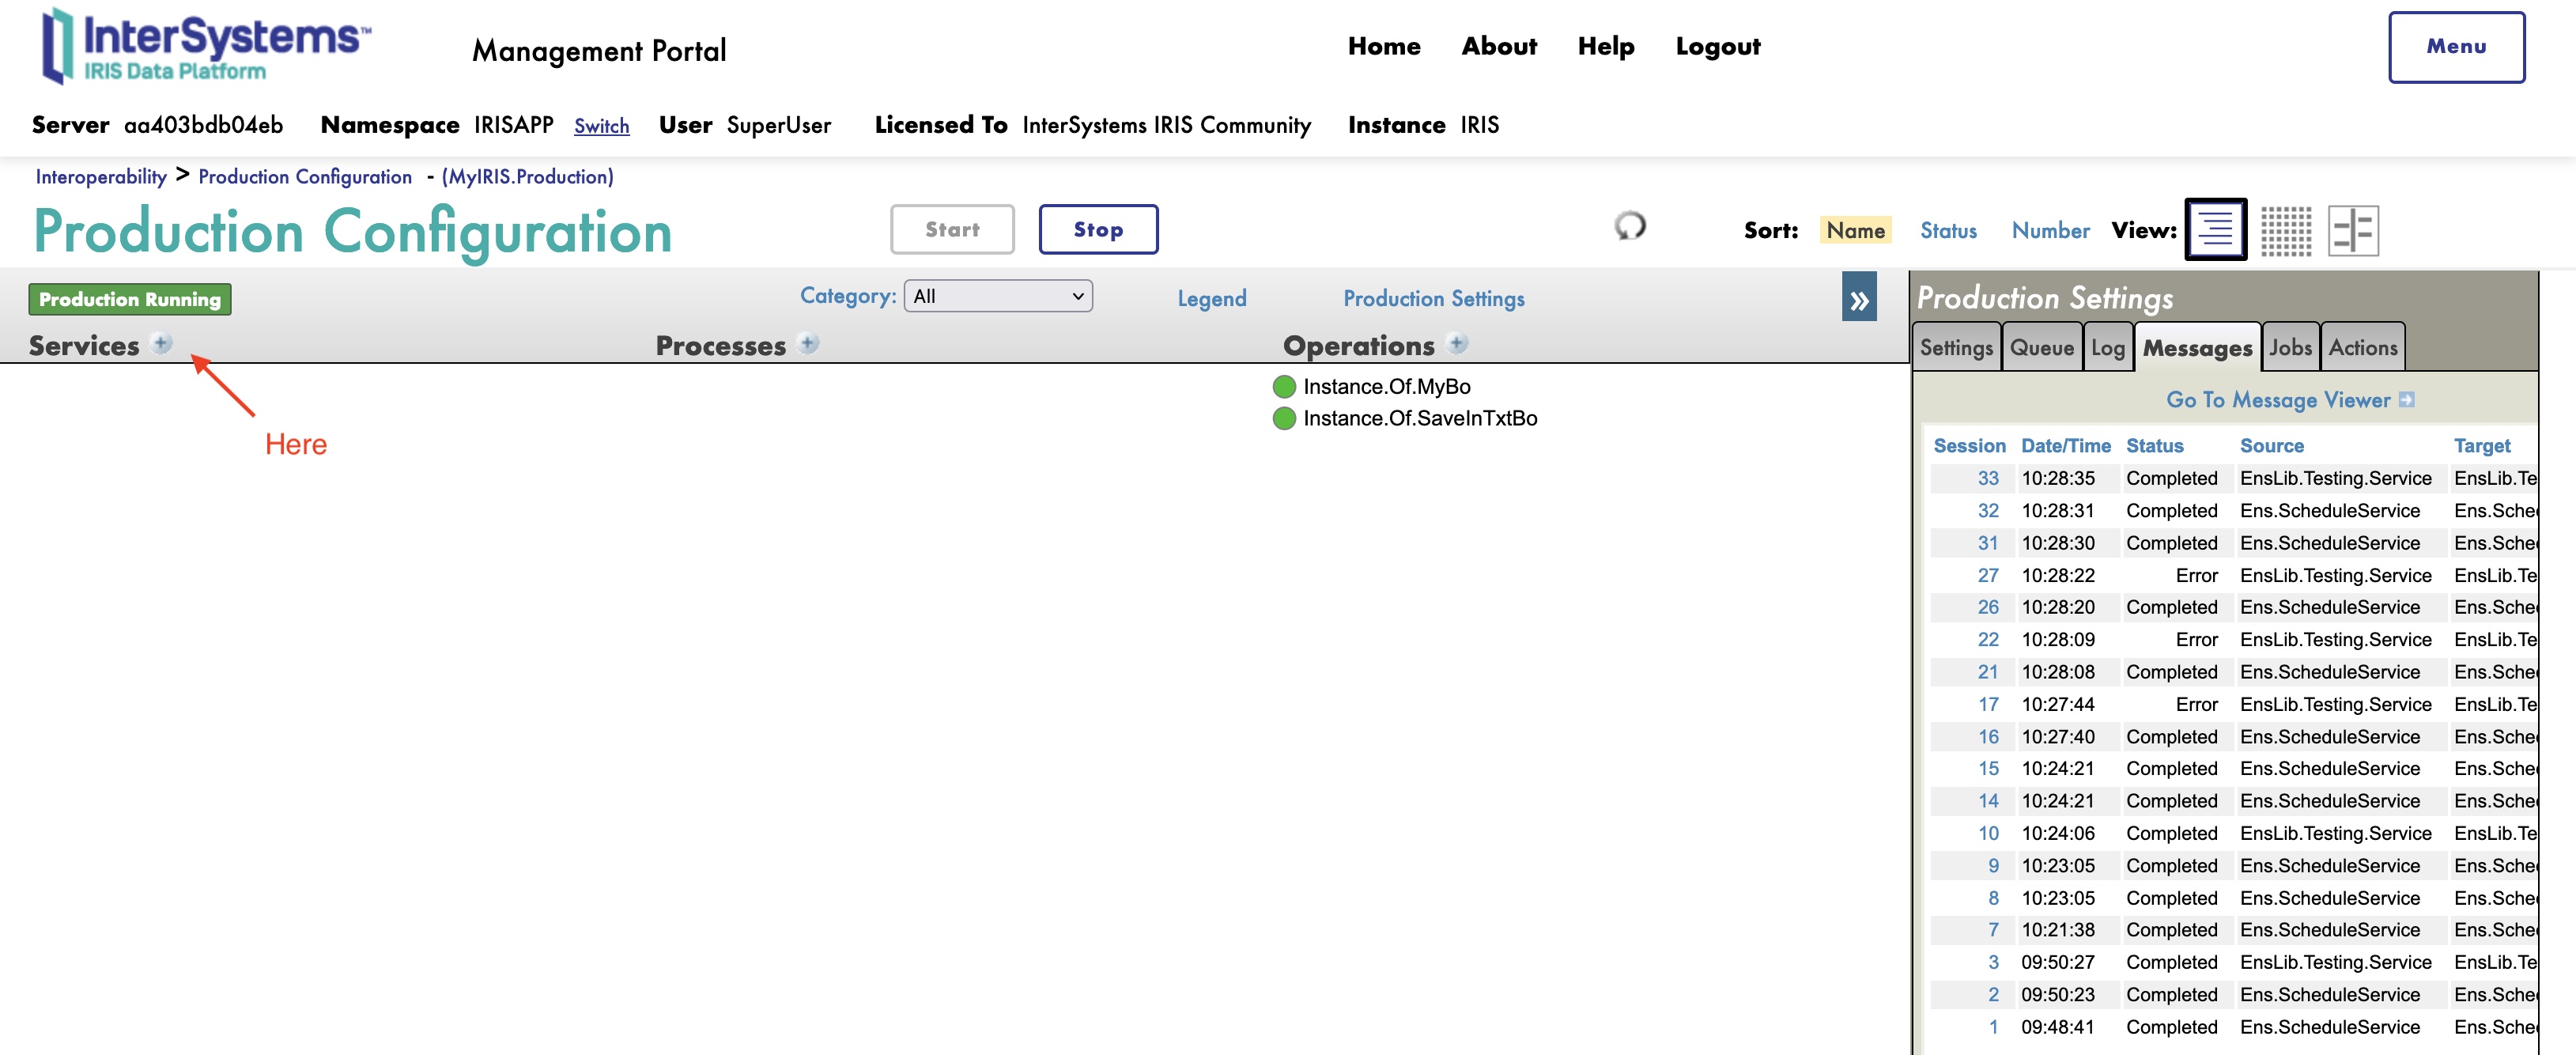 InterSystems™
IRIS Data Platform
Management Portal
Home About Help Logout
Menu
Server aa403bdb04eb Namespace IRISAPP Switch User SuperUser Licensed To InterSystems IRIS Community Instance IRIS
Interoperability > Production Configuration - (MyIRIS.Production)
Production Configuration
Start Stop
Sort: Name Status Number View:
Production Running
Category: All
Legend
Production Settings
»
Services +
Processes +
Operations +
Here
Instance.Of.MyBo
Instance.Of.SaveInTxtBo
Production Settings
Settings Queue Log Messages Jobs Actions
Go To Message Viewer
Session Date/Time Status Source Target
33 10:28:35 Completed EnsLib.Testing.Service EnsLib.Te
32 10:28:31 Completed Ens.ScheduleService Ens.Sche
31 10:28:30 Completed Ens.ScheduleService Ens.Sche
27 10:28:22 Error EnsLib.Testing.Service EnsLib.Te
26 10:28:20 Completed Ens.ScheduleService Ens.Sche
22 10:28:09 Error EnsLib.Testing.Service EnsLib.Te
21 10:28:08 Completed Ens.ScheduleService Ens.Sche
17 10:27:44 Error EnsLib.Testing.Service EnsLib.Te
16 10:27:40 Completed Ens.ScheduleService Ens.Sche
15 10:24:21 Completed Ens.ScheduleService Ens.Sche
14 10:24:21 Completed Ens.ScheduleService Ens.Sche
10 10:24:06 Completed EnsLib.Testing.Service EnsLib.Te
9 10:23:05 Completed Ens.ScheduleService Ens.Sche
8 10:23:05 Completed Ens.ScheduleService Ens.Sche
7 10:21:38 Completed Ens.ScheduleService Ens.Sche
3 09:50:27 Completed EnsLib.Testing.Service EnsLib.Te
2 09:50:23 Completed Ens.ScheduleService Ens.Sche
1 09:48:41 Completed Ens.ScheduleService Ens.Sche